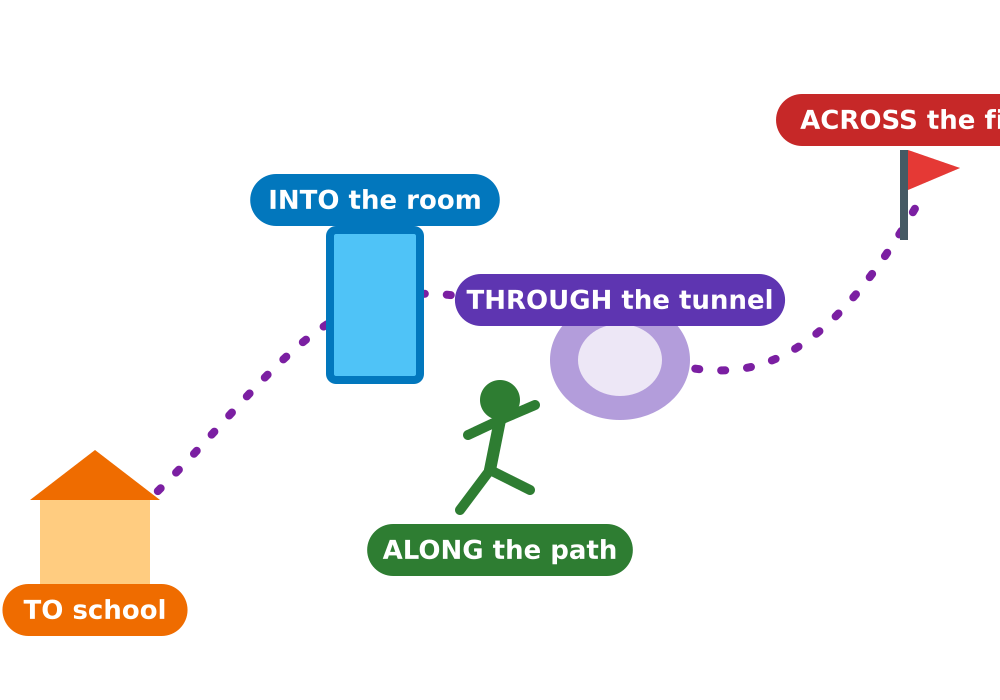 ACROSS the
INTO the room
THROUGH the tunnel
ALONG the path
TO school